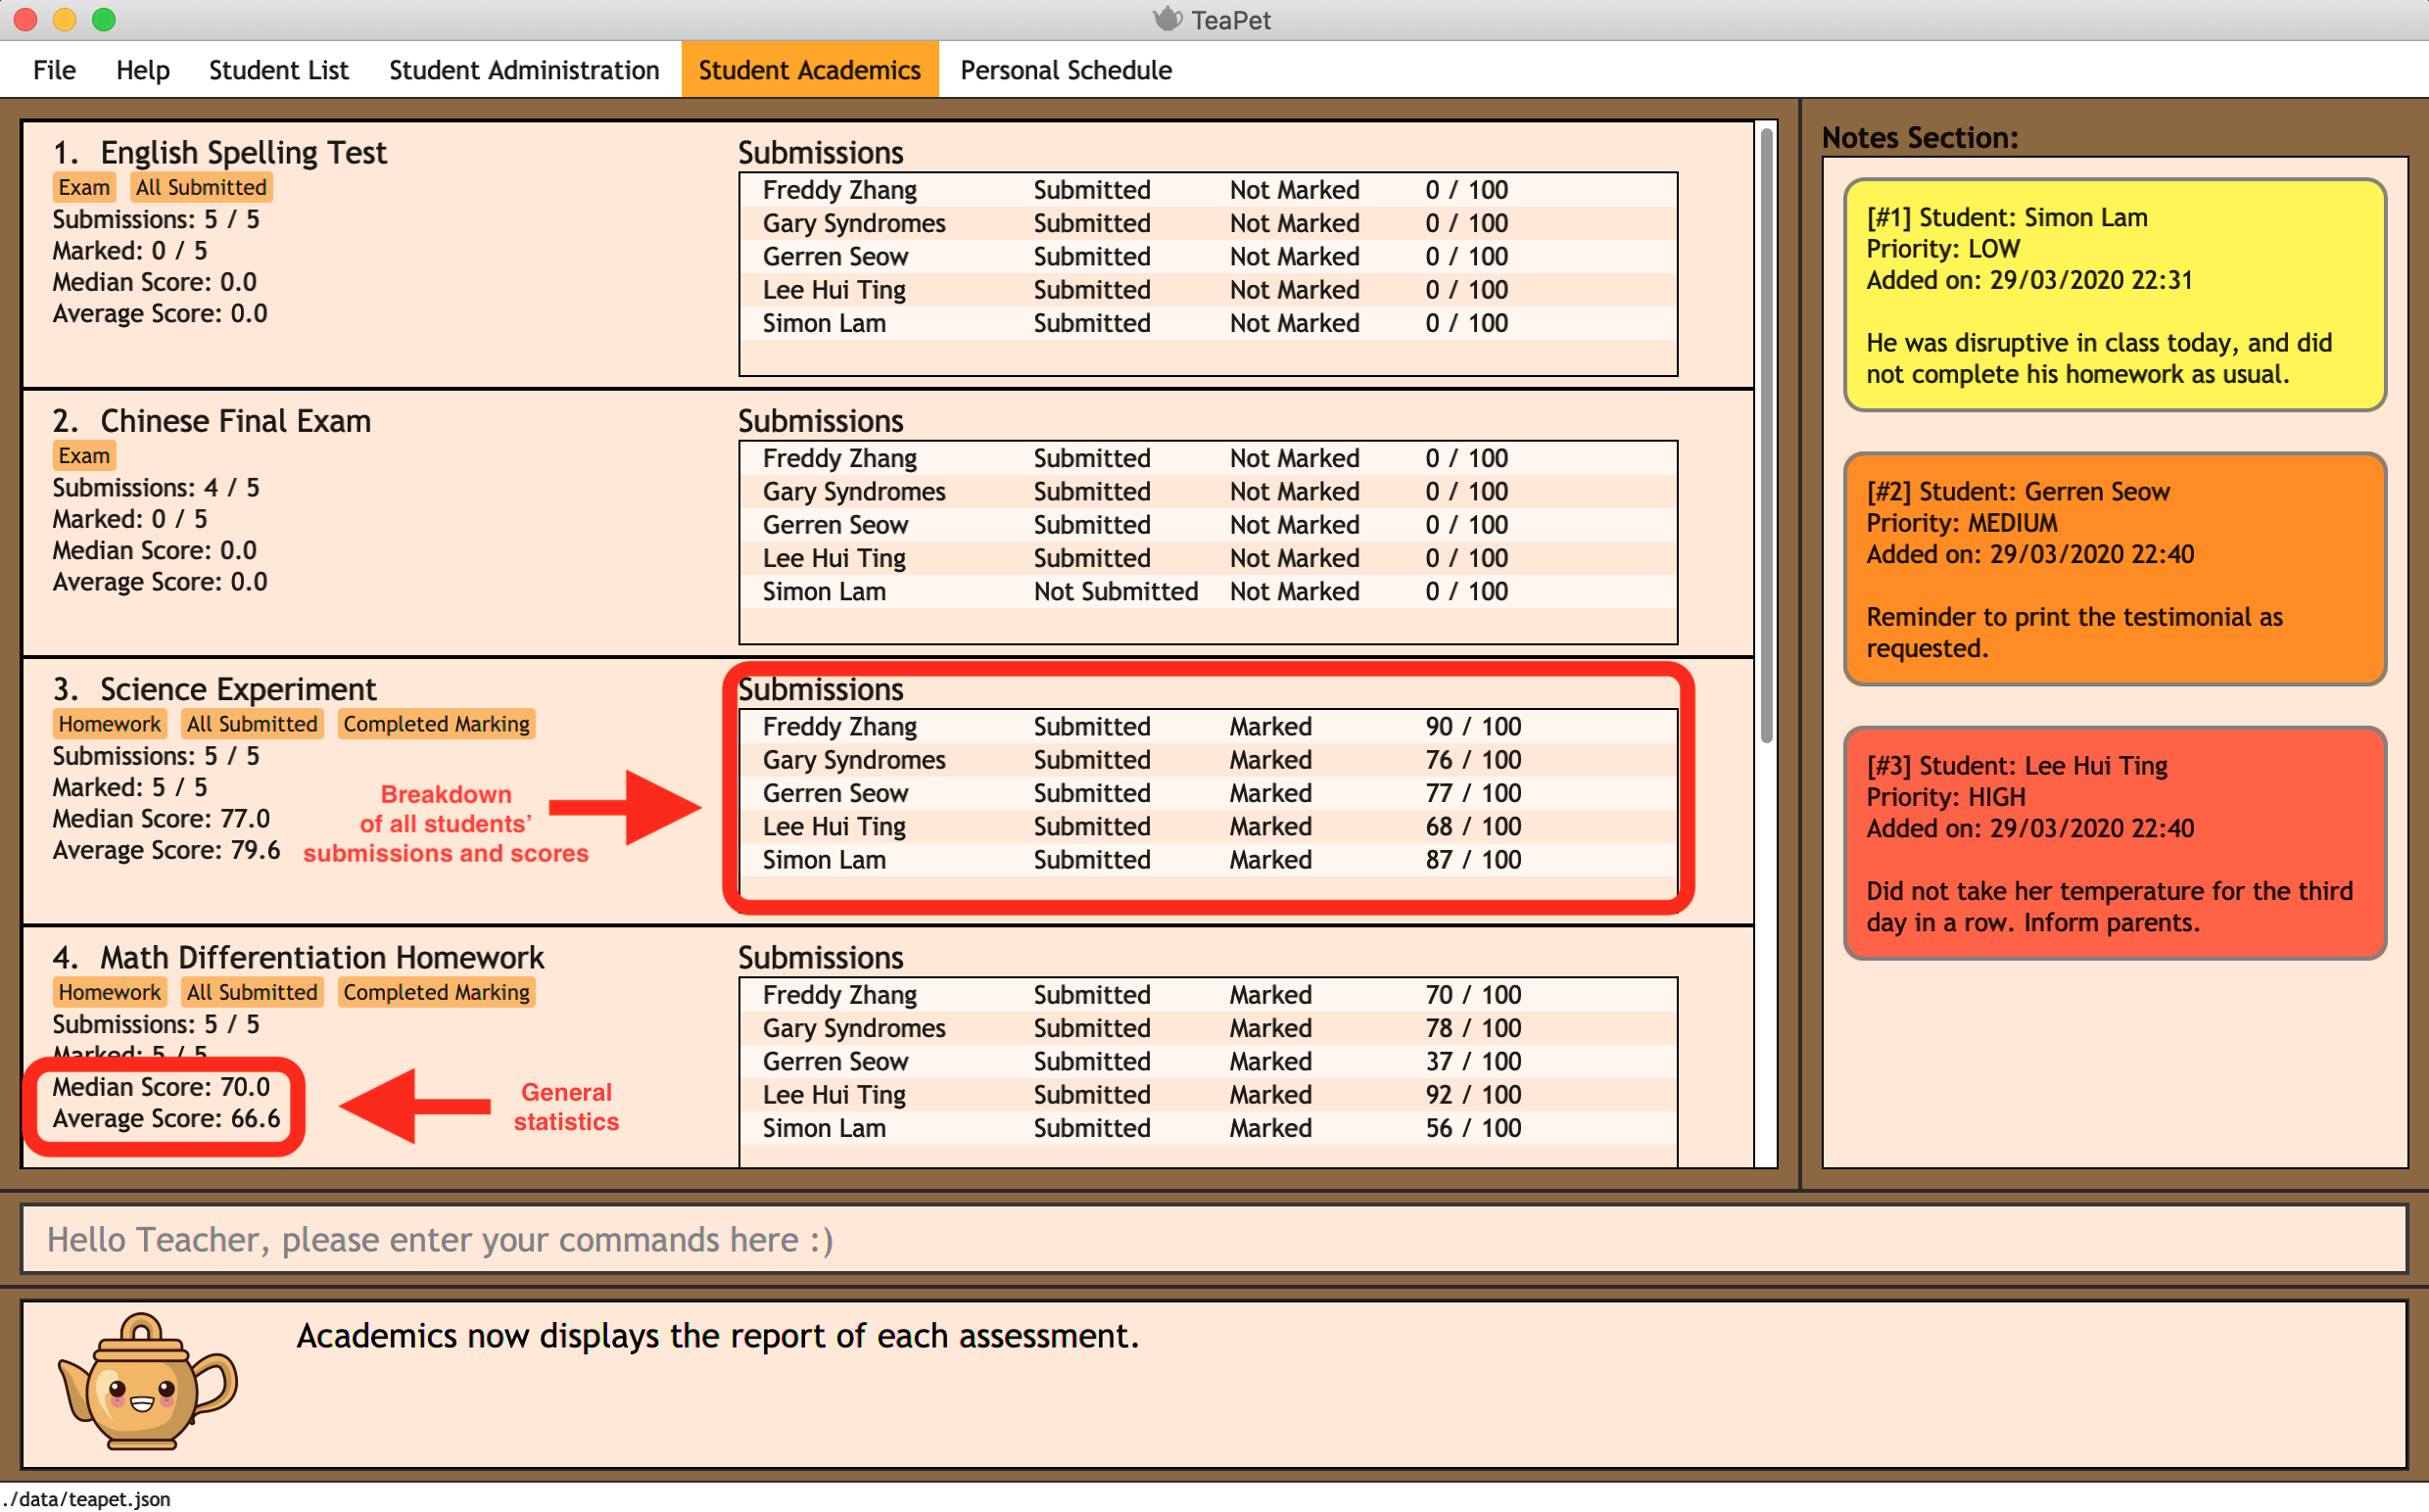 TeaPet
File Help Student List Student Administration Student Academics Personal Schedule
1. English Spelling Test
Exam All Submitted
Submissions: 5 / 5
Marked: 0 / 5
Median Score: 0.0
Average Score: 0.0
Submissions
Freddy Zhang Submitted Not Marked 0 / 100
Gary Syndromes Submitted Not Marked 0 / 100
Gerren Seow Submitted Not Marked 0 / 100
Lee Hui Ting Submitted Not Marked 0 / 100
Simon Lam Submitted Not Marked 0 / 100
2. Chinese Final Exam
Exam
Submissions: 4 / 5
Marked: 0 / 5
Median Score: 0.0
Average Score: 0.0
Submissions
Freddy Zhang Submitted Not Marked 0 / 100
Gary Syndromes Submitted Not Marked 0 / 100
Gerren Seow Submitted Not Marked 0 / 100
Lee Hui Ting Submitted Not Marked 0 / 100
Simon Lam Not Submitted Not Marked 0 / 100
3. Science Experiment
Homework All Submitted Completed Marking
Submissions: 5 / 5
Marked: 5 / 5
Median Score: 77.0
Average Score: 79.6
Breakdown
of all students’
submissions and scores
Submissions
Freddy Zhang Submitted Marked 90 / 100
Gary Syndromes Submitted Marked 76 / 100
Gerren Seow Submitted Marked 77 / 100
Lee Hui Ting Submitted Marked 68 / 100
Simon Lam Submitted Marked 87 / 100
4. Math Differentiation Homework
Homework All Submitted Completed Marking
Submissions: 5 / 5
Marked: 5 / 5
Median Score: 70.0
Average Score: 66.6
General
statistics
Submissions
Freddy Zhang Submitted Marked 70 / 100
Gary Syndromes Submitted Marked 78 / 100
Gerren Seow Submitted Marked 37 / 100
Lee Hui Ting Submitted Marked 92 / 100
Simon Lam Submitted Marked 56 / 100
Notes Section:
[#1] Student: Simon Lam
Priority: LOW
Added on: 29/03/2020 22:31
He was disruptive in class today, and did
not complete his homework as usual.
[#2] Student: Gerren Seow
Priority: MEDIUM
Added on: 29/03/2020 22:40
Reminder to print the testimonial as
requested.
[#3] Student: Lee Hui Ting
Priority: HIGH
Added on: 29/03/2020 22:40
Did not take her temperature for the third
day in a row. Inform parents.
Hello Teacher, please enter your commands here :)
Academics now displays the report of each assessment.
./data/teapet.json